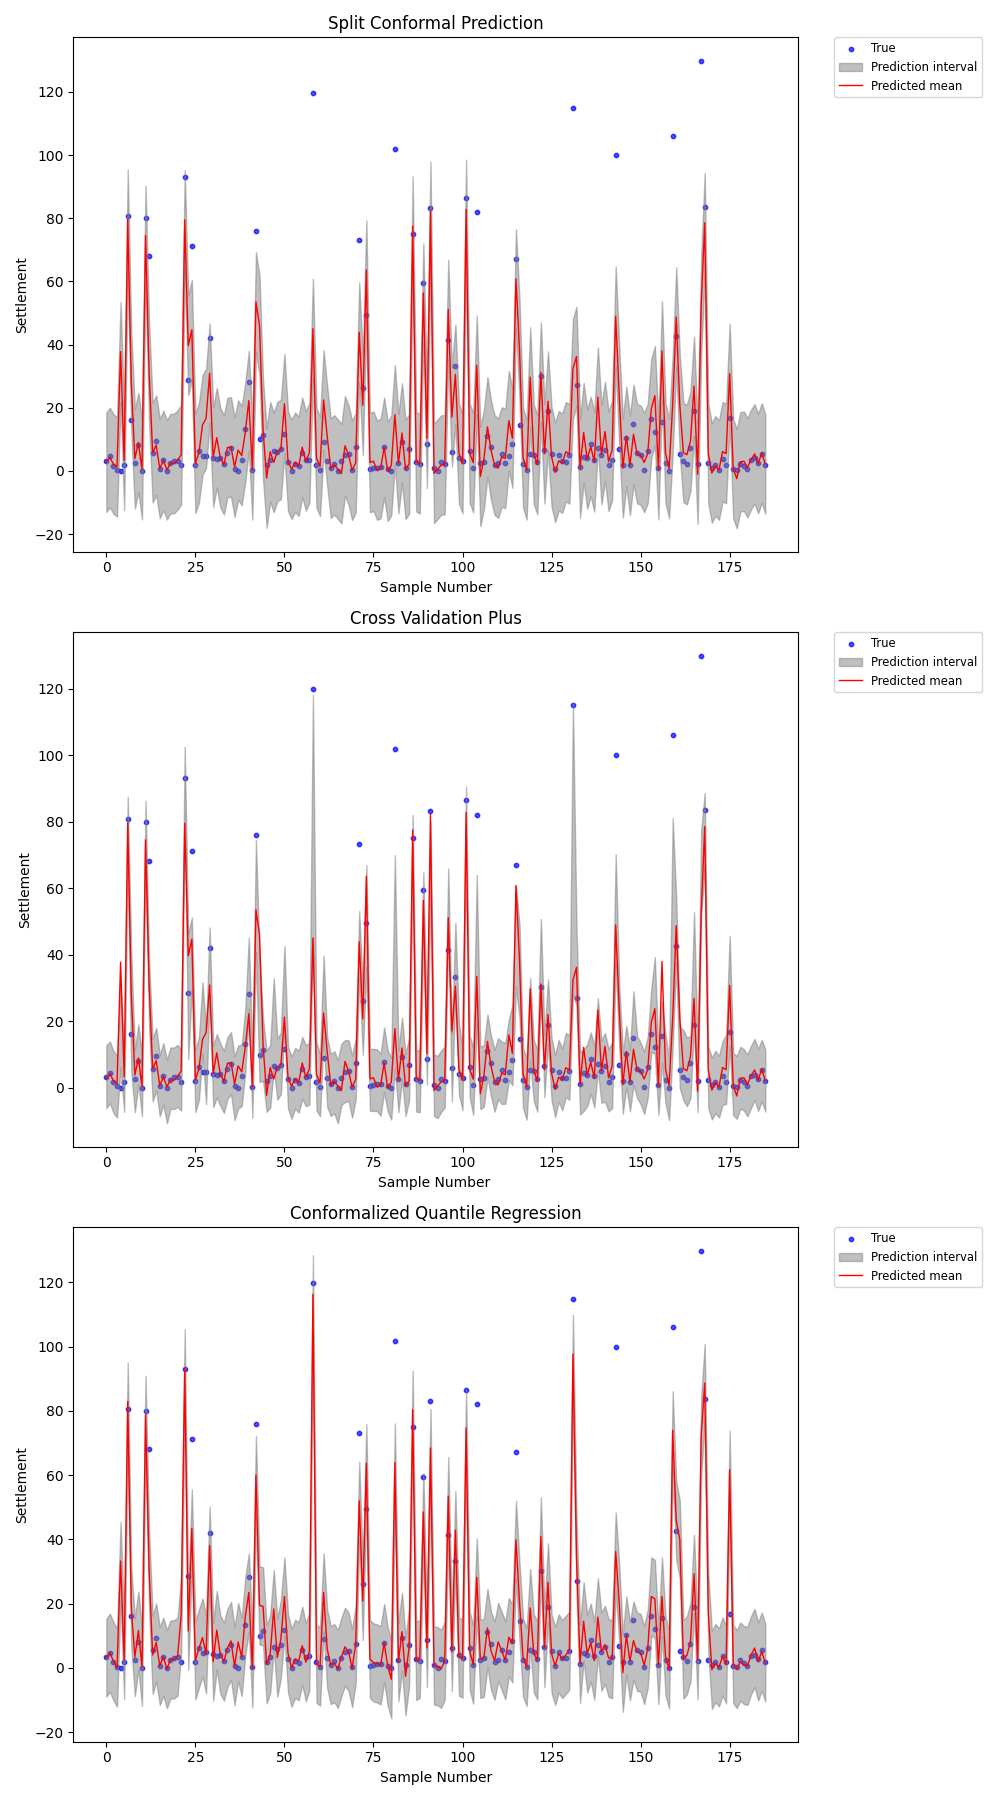 Split Conformal Prediction
120
100
80
60
40
20
0
−20
Settlement
0 25 50 75 100 125 150 175
Sample Number
True
Prediction interval
Predicted mean
Cross Validation Plus
120
100
80
60
40
20
0
Settlement
0 25 50 75 100 125 150 175
Sample Number
True
Prediction interval
Predicted mean
Conformalized Quantile Regression
120
100
80
60
40
20
0
−20
Settlement
0 25 50 75 100 125 150 175
Sample Number
True
Prediction interval
Predicted mean